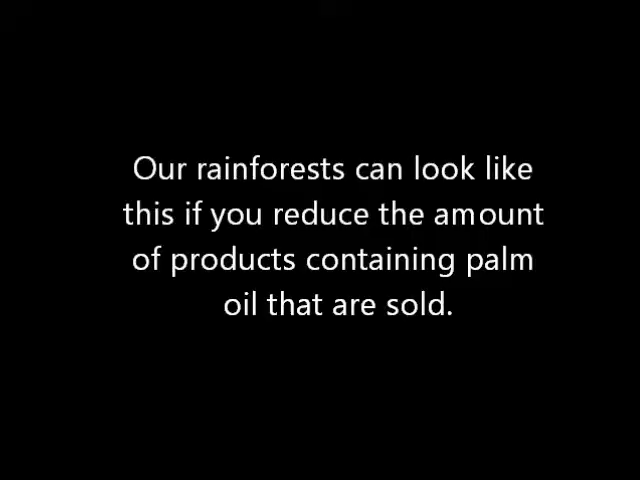 Our rainforests can look like
this if you reduce the amount
of products containing palm
oil that are sold.